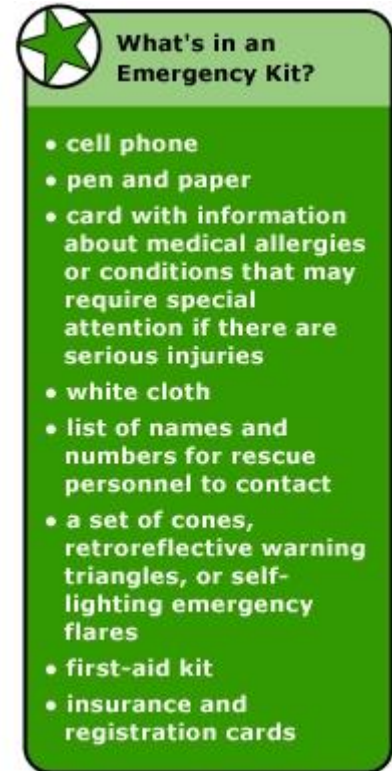 What's in an
Emergency Kit?
• cell phone
• pen and paper
• card with information
about medical allergies
or conditions that may
require special
attention if there are
serious injuries
• white cloth
• list of names and
numbers for rescue
personnel to contact
• a set of cones,
retroreflective warning
triangles, or self-
lighting emergency
flares
• first-aid kit
• insurance and
registration cards